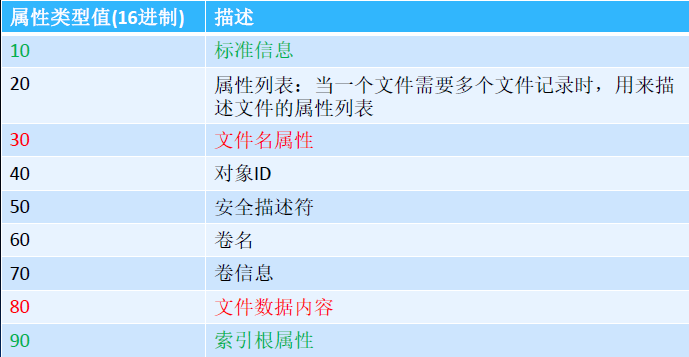 属性类型值(16进制) 描述
10 标准信息
20 属性列表：当一个文件需要多个文件记录时，用来描
述文件的属性列表
30 文件名属性
40 对象ID
50 安全描述符
60 卷名
70 卷信息
80 文件数据内容
90 索引根属性